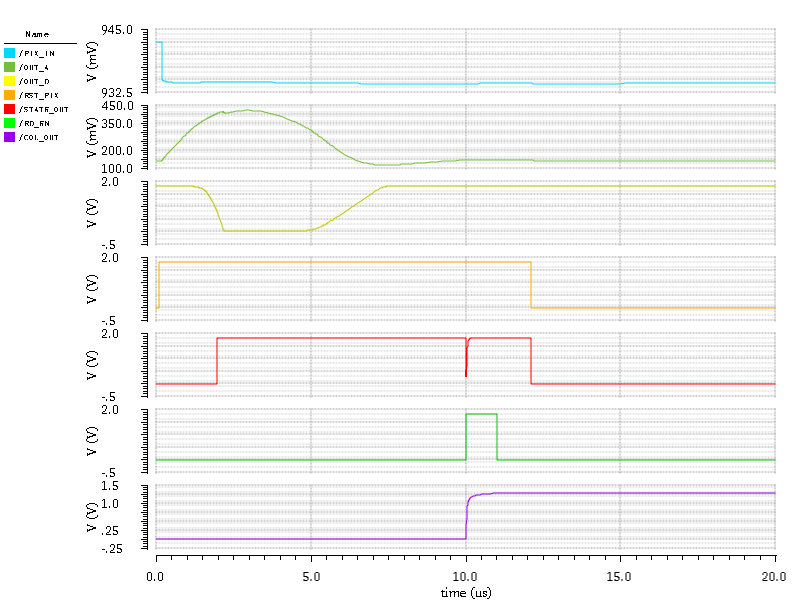 Name
/PIX_IN
/OUT_A
/OUT_D
/RST_PIX
/STATE_OUT
/RD_EN
/COL_OUT
945.0
V (mV)
932.5
450.0
350.0
V (mV)
200.0
100.0
2.0
V (V)
-.5
2.0
V (V)
-.5
2.0
V (V)
-.5
2.0
V (V)
-.5
1.5
1.0
V (V)
.25
-.25
0.0 5.0 10.0 15.0 20.0
time (us)